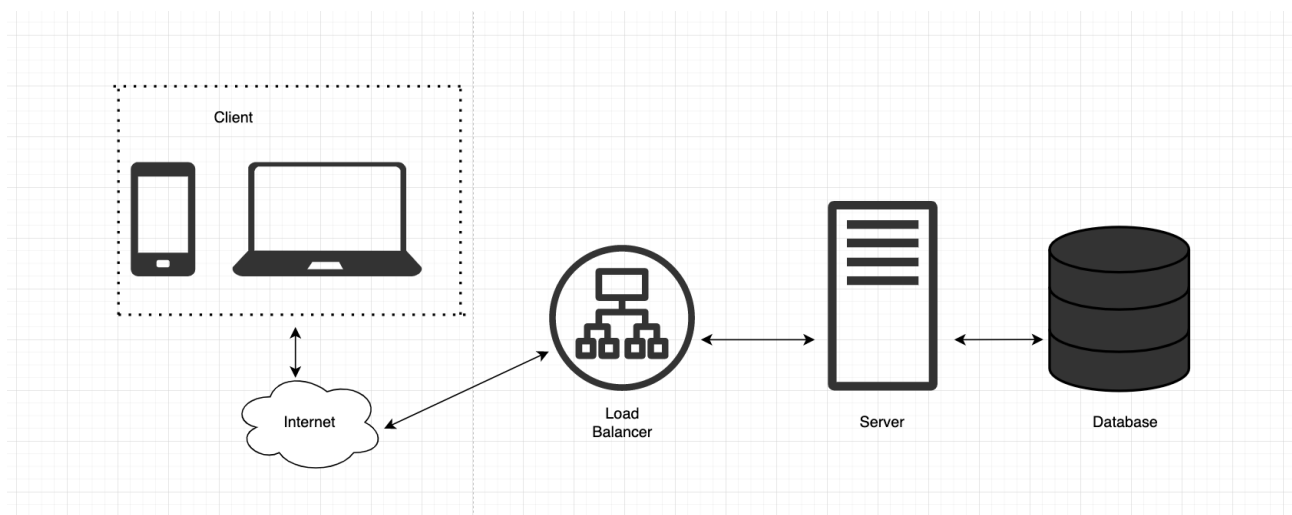 Client
Internet
Load
Balancer
Server
Database